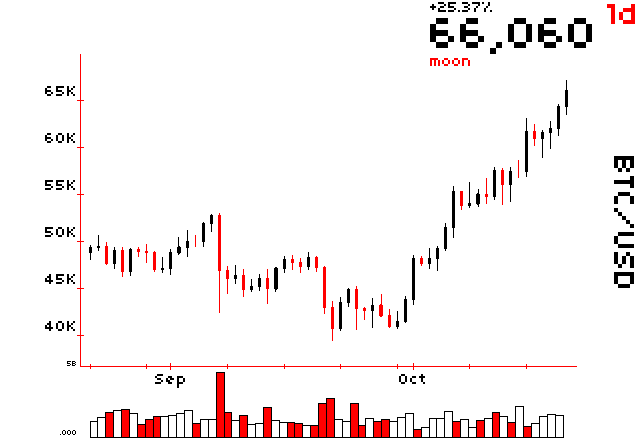 +25.37%
1d
66,060
moon
65K
60K
55K
50K
45K
40K
5B
Sep
Oct
.000
BTC/USD